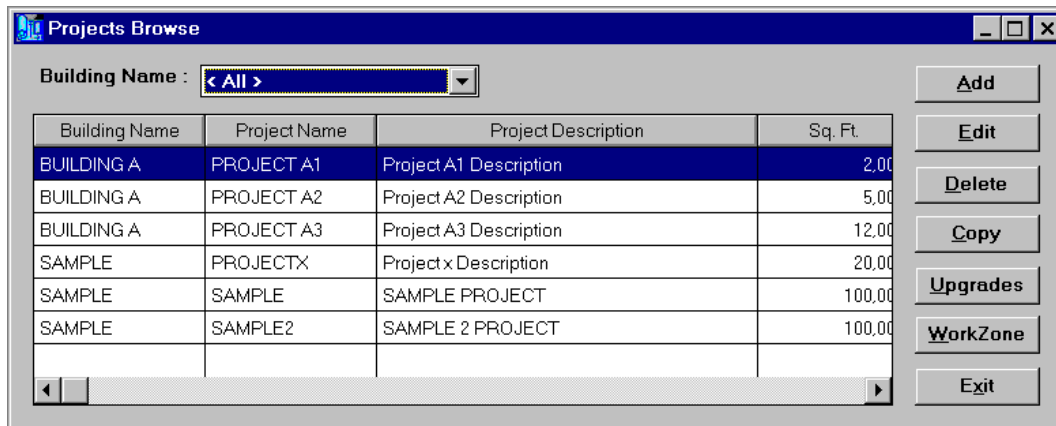 Projects Browse
Building Name : < All >
Add
Building Name Project Name Project Description Sq. Ft.
Edit
BUILDING A PROJECT A1 Project A1 Description 2,00
Delete
BUILDING A PROJECT A2 Project A2 Description 5,00
BUILDING A PROJECT A3 Project A3 Description 12,00
Copy
SAMPLE PROJECTX Project x Description 20,00
Upgrades
SAMPLE SAMPLE SAMPLE PROJECT 100,00
SAMPLE SAMPLE2 SAMPLE 2 PROJECT 100,00
WorkZone
Exit